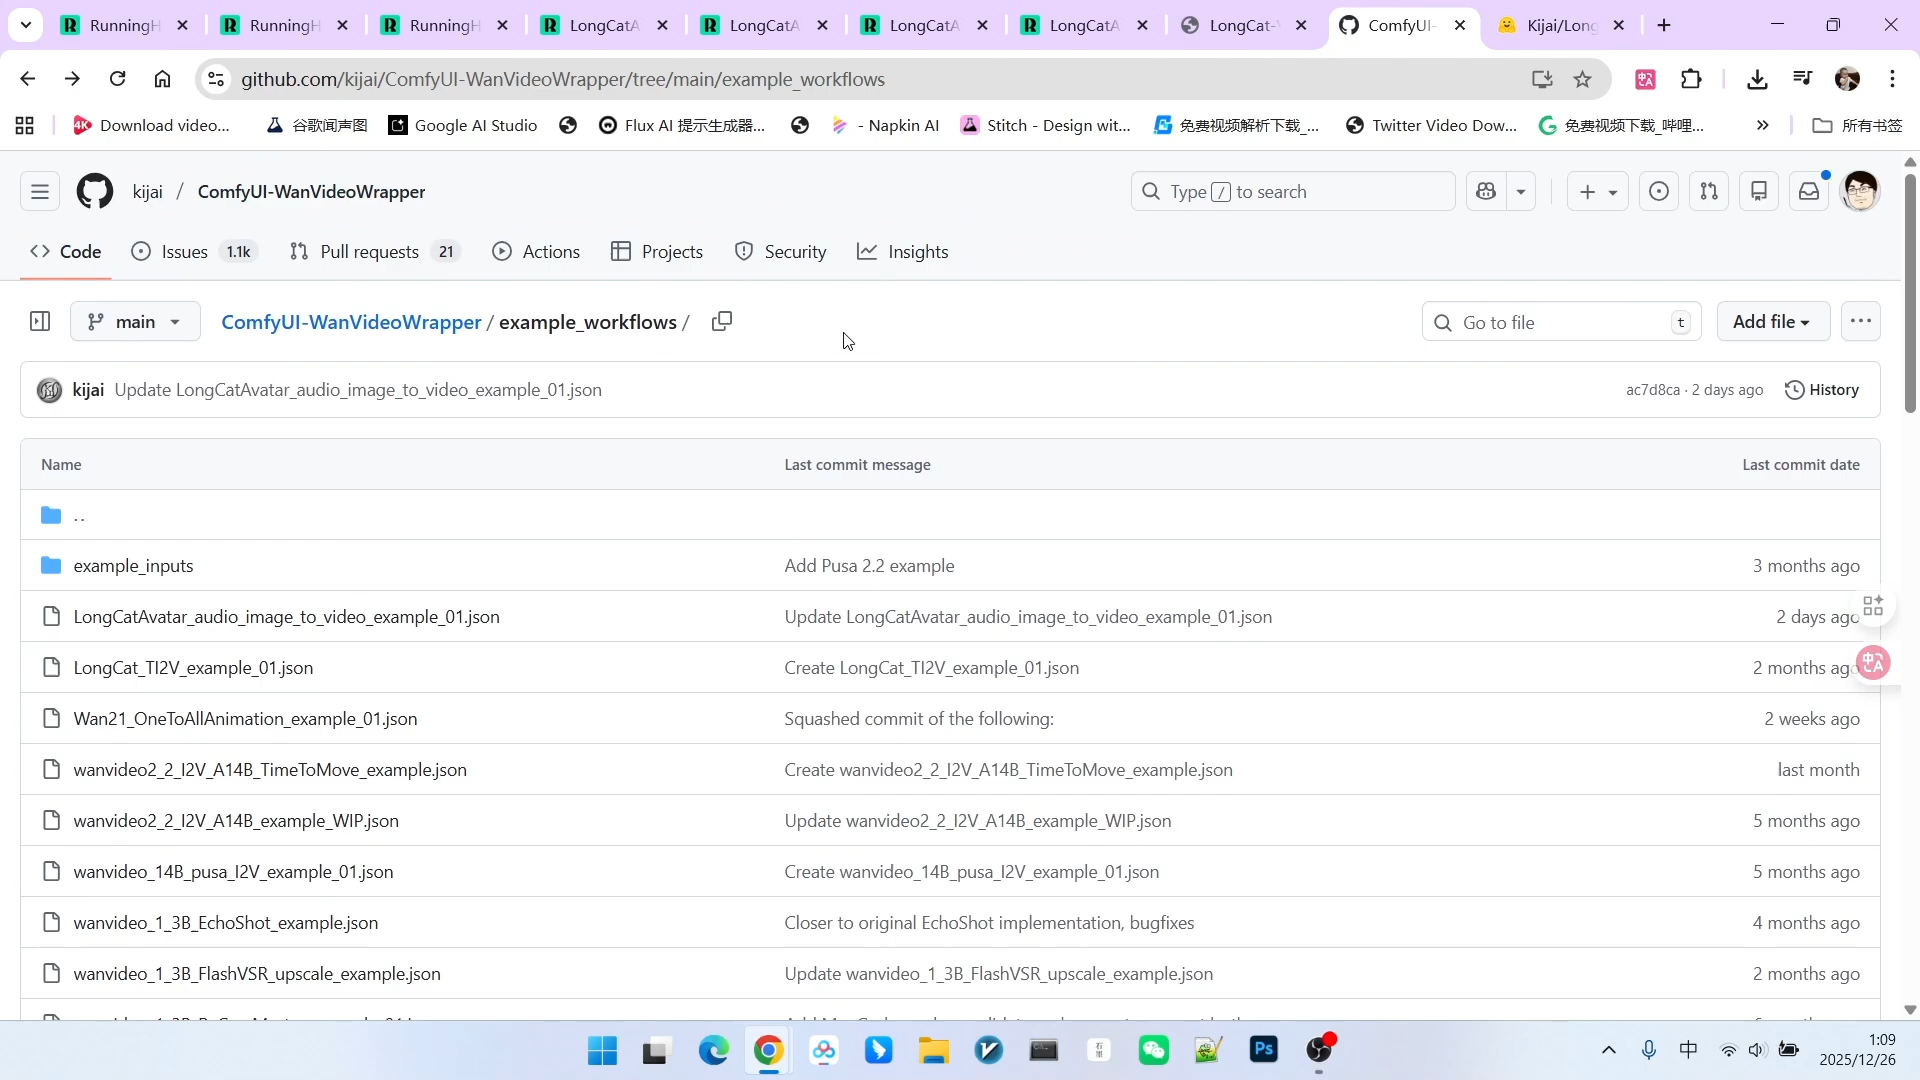 RunningH
RunningH
RunningH
LongCatA
LongCatA
LongCatA
LongCatA
LongCat-V
ComfyUI-
Kijai/Long
github.com/kijai/ComfyUI-WanVideoWrapper/tree/main/example_workflows
Download video...
谷歌闻声图
Google AI Studio
Flux AI 提示生成器...
- Napkin AI
Stitch - Design wit...
免费视频解析下载_...
Twitter Video Dow...
免费视频下载_哔哩...
所有书签
kijai / ComfyUI-WanVideoWrapper
Type / to search
Code
Issues 1.1k
Pull requests 21
Actions
Projects
Security
Insights
main
ComfyUI-WanVideoWrapper / example_workflows /
Go to file t
Add file
kijai Update LongCatAvatar_audio_image_to_video_example_01.json
ac7d8ca · 2 days ago
History
Name Last commit message Last commit date
..
example_inputs Add Pusa 2.2 example 3 months ago
LongCatAvatar_audio_image_to_video_example_01.json Update LongCatAvatar_audio_image_to_video_example_01.json 2 days ago
LongCat_TI2V_example_01.json Create LongCat_TI2V_example_01.json 2 months ago
Wan21_OneToAllAnimation_example_01.json Squashed commit of the following: 2 weeks ago
wanvideo2_2_I2V_A14B_TimeToMove_example.json Create wanvideo2_2_I2V_A14B_TimeToMove_example.json last month
wanvideo2_2_I2V_A14B_example_WIP.json Update wanvideo2_2_I2V_A14B_example_WIP.json 5 months ago
wanvideo_14B_pusa_I2V_example_01.json Create wanvideo_14B_pusa_I2V_example_01.json 5 months ago
wanvideo_1_3B_EchoShot_example.json Closer to original EchoShot implementation, bugfixes 4 months ago
wanvideo_1_3B_FlashVSR_upscale_example.json Update wanvideo_1_3B_FlashVSR_upscale_example.json 2 months ago
Ps
中
1:09
2025/12/26